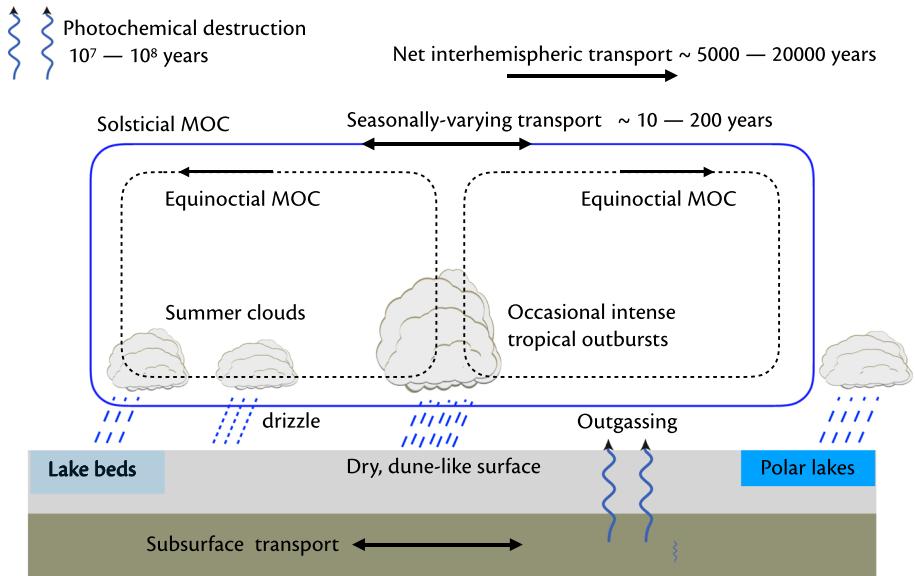 Photochemical destruction
10⁷ — 10⁸ years
Net interhemispheric transport ~ 5000 — 20000 years
Solsticial MOC
Seasonally-varying transport ~ 10 — 200 years
Equinoctial MOC
Equinoctial MOC
Summer clouds
Occasional intense
tropical outbursts
drizzle
Outgassing
Lake beds
Dry, dune-like surface
Polar lakes
Subsurface transport